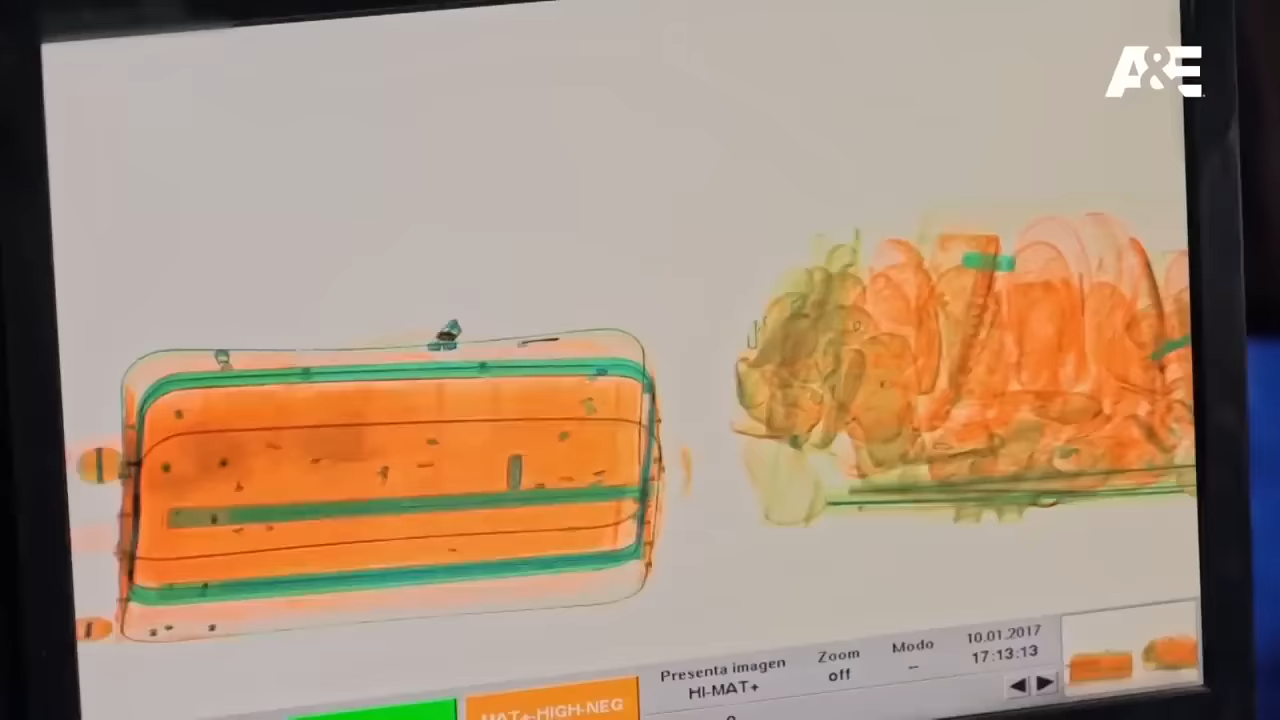 A&E
Presenta imagen
HI-MAT+
Zoom
off
Modo
--
10.01.2017
17:13:13
MAT+-HIGH-NEG